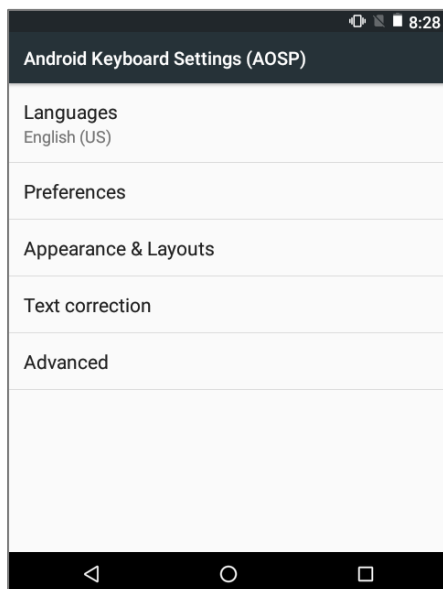 8:28
Android Keyboard Settings (AOSP)
Languages
English (US)
Preferences
Appearance & Layouts
Text correction
Advanced